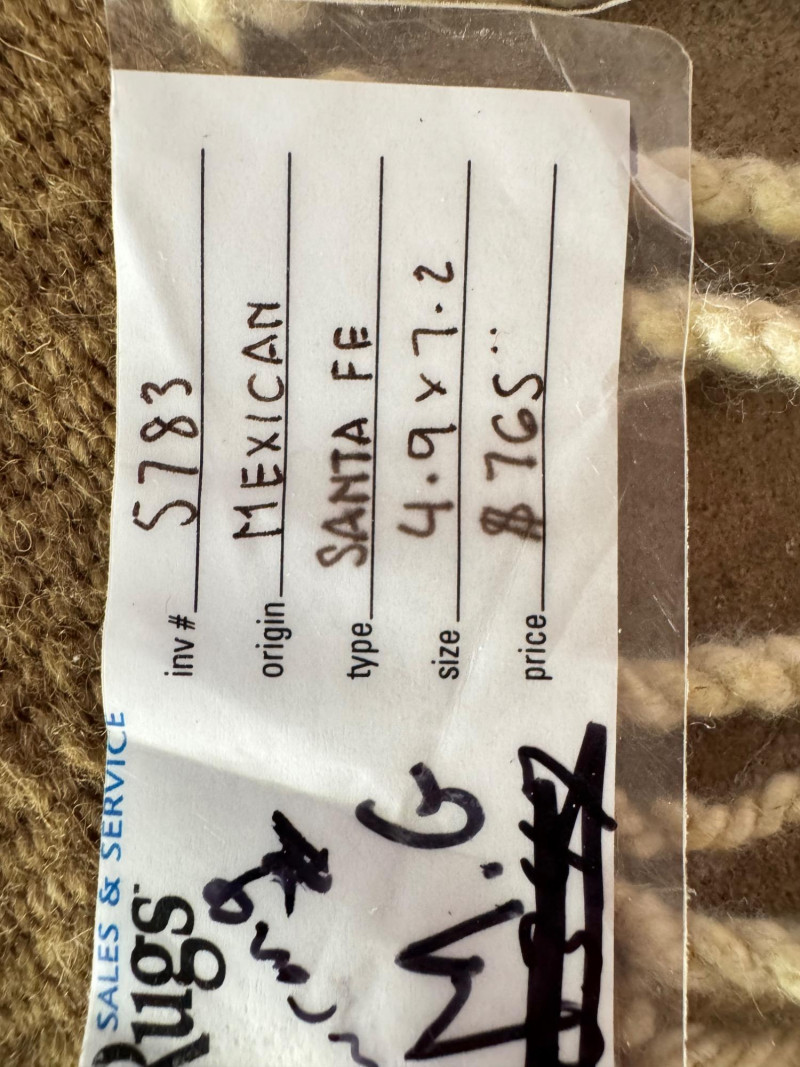 SALES & SERVICE
Rugs
inv # 5783
origin MEXICAN
type SANTA FE
size 4.9 x 7.2
price $765..